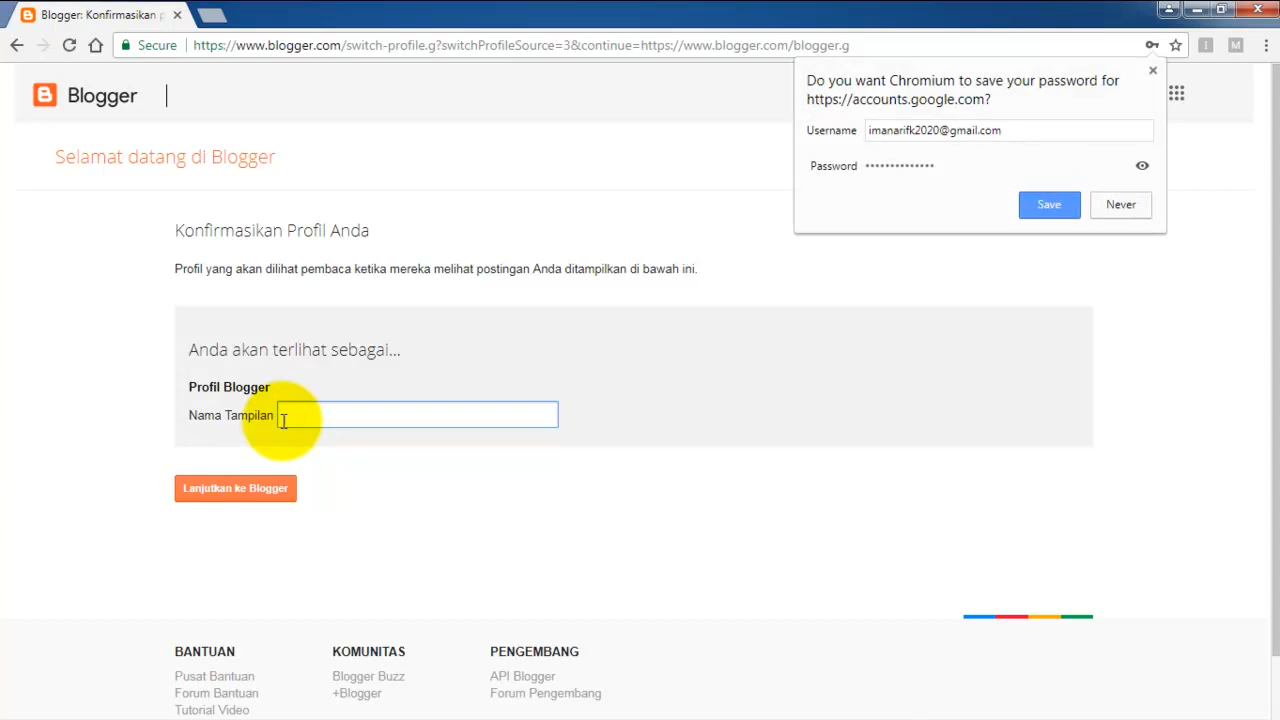 Blogger: Konfirmasikan p
Secure
https://www.blogger.com/switch-profile.g?switchProfileSource=3&continue=https://www.blogger.com/blogger.g
I
M
Do you want Chromium to save your password for
https://accounts.google.com?
Username imanarifk2020@gmail.com
Password ••••••••••••••
Save Never
Blogger
Selamat datang di Blogger
Konfirmasikan Profil Anda
Profil yang akan dilihat pembaca ketika mereka melihat postingan Anda ditampilkan di bawah ini.
Anda akan terlihat sebagai...
Profil Blogger
Nama Tampilan
Lanjutkan ke Blogger
BANTUAN
Pusat Bantuan
Forum Bantuan
Tutorial Video
KOMUNITAS
Blogger Buzz
+Blogger
PENGEMBANG
API Blogger
Forum Pengembang